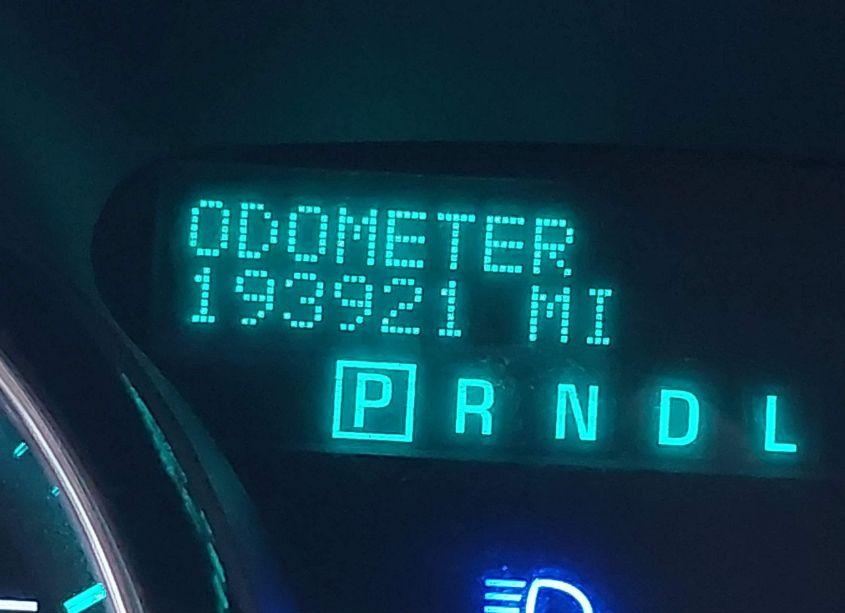 ODOMETER
193921 MI
P R N D L